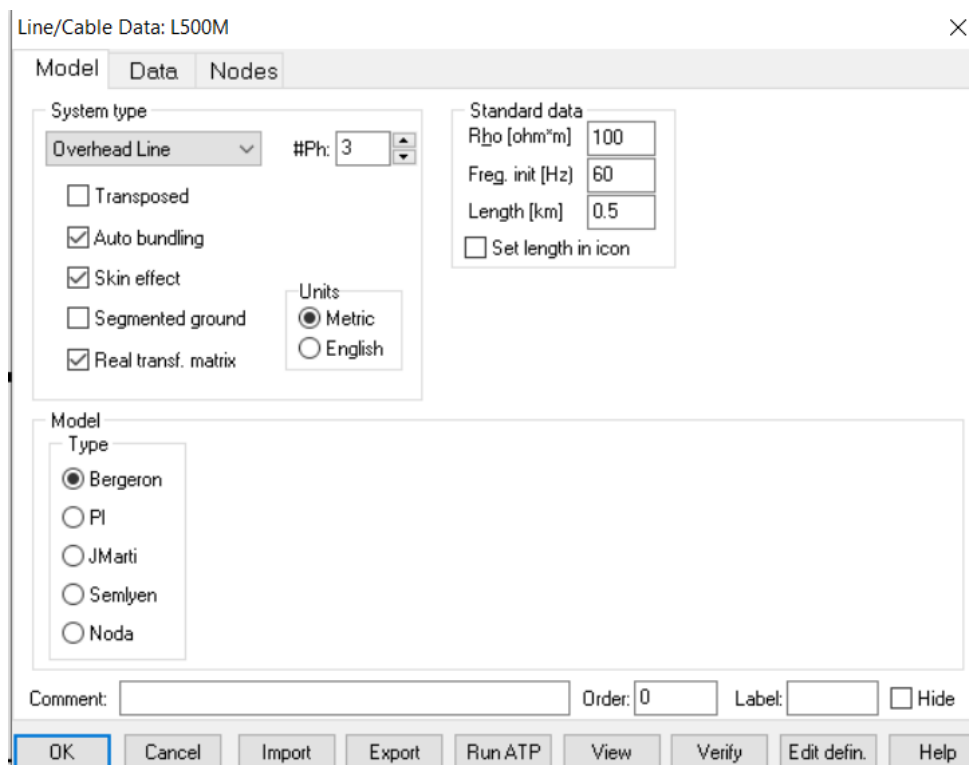 Line/Cable Data: L500M
Model Data Nodes
System type
Overhead Line #Ph: 3
Transposed
Auto bundling
Skin effect
Segmented ground
Real transf. matrix
Units
Metric
English
Standard data
Rho [ohm*m] 100
Freq. init [Hz] 60
Length [km] 0.5
Set length in icon
Model
Type
Bergeron
PI
JMarti
Semlyen
Noda
Comment: Order: 0 Label: Hide
OK Cancel Import Export Run ATP View Verify Edit defin. Help